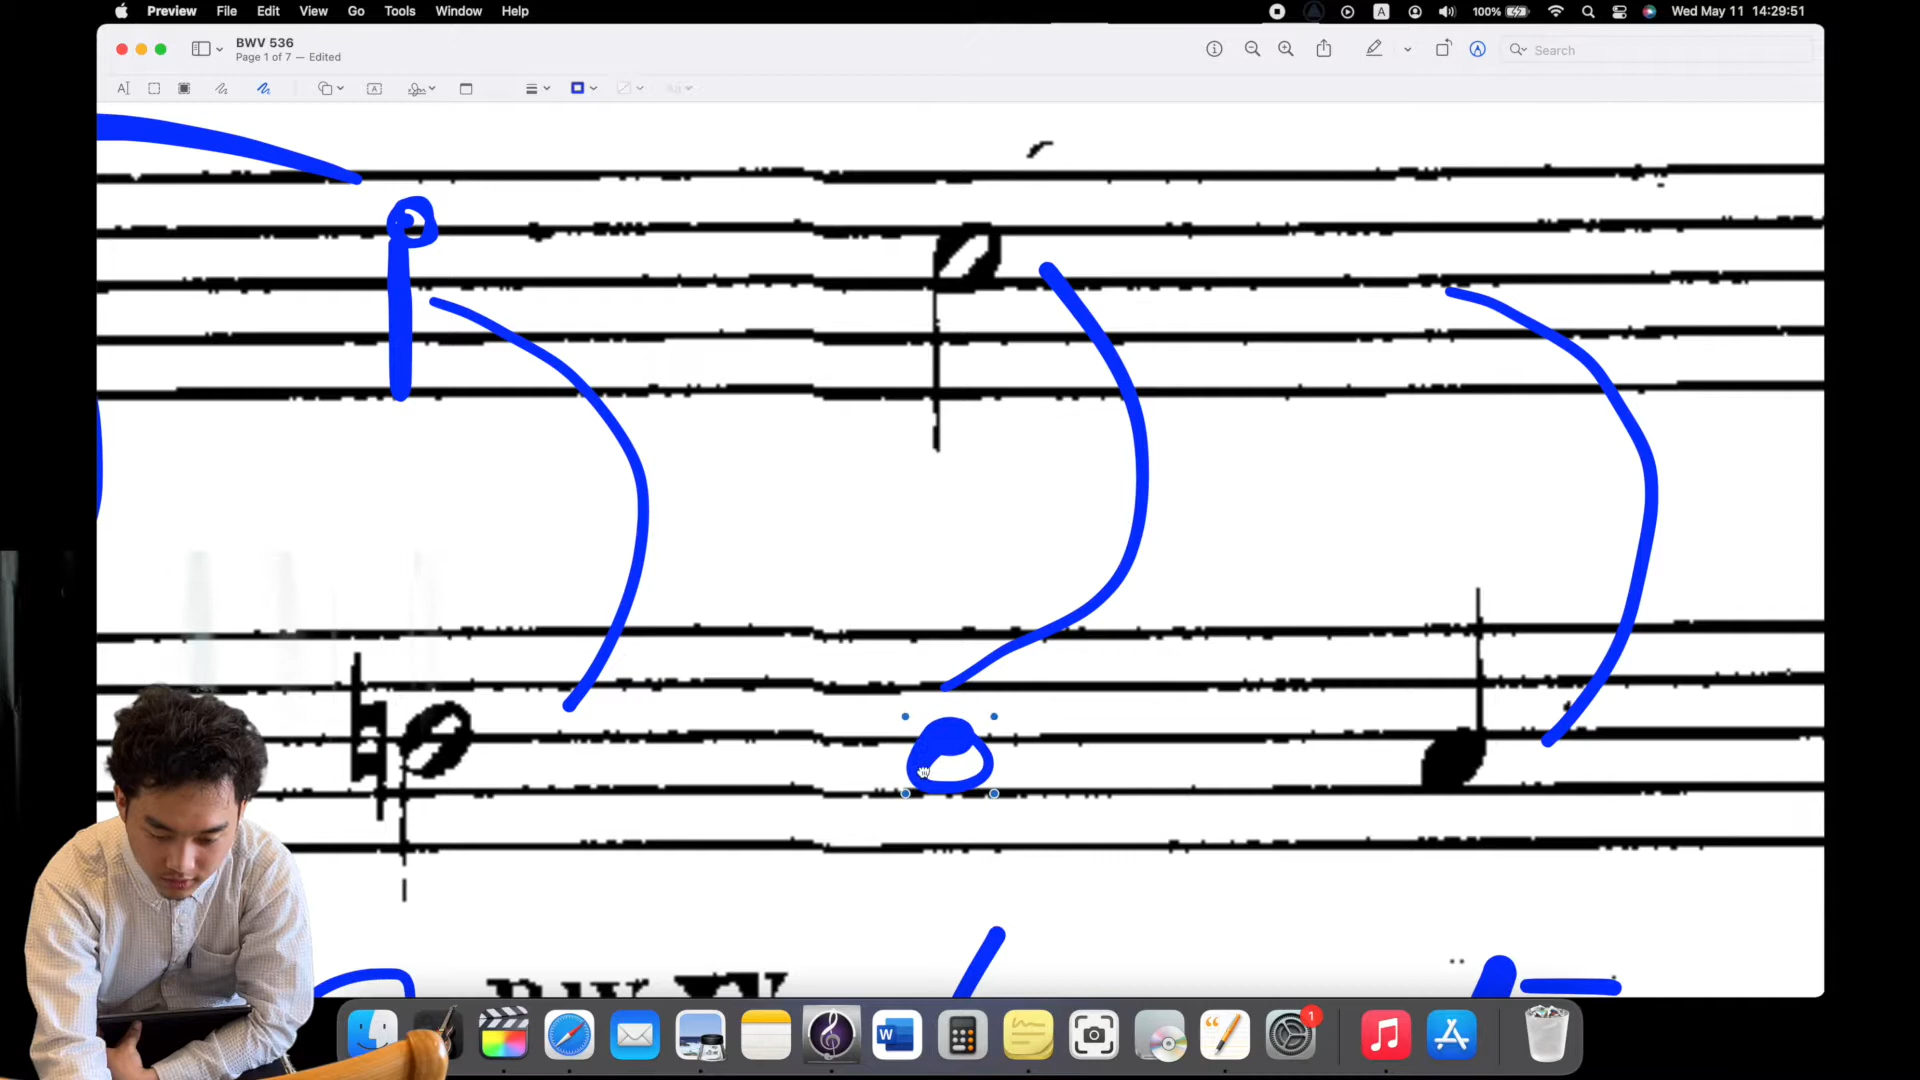 Preview File Edit View Go Tools Window Help
100% Wed May 11 14:29:51
BWV 536
Page 1 of 7 — Edited
Search
1